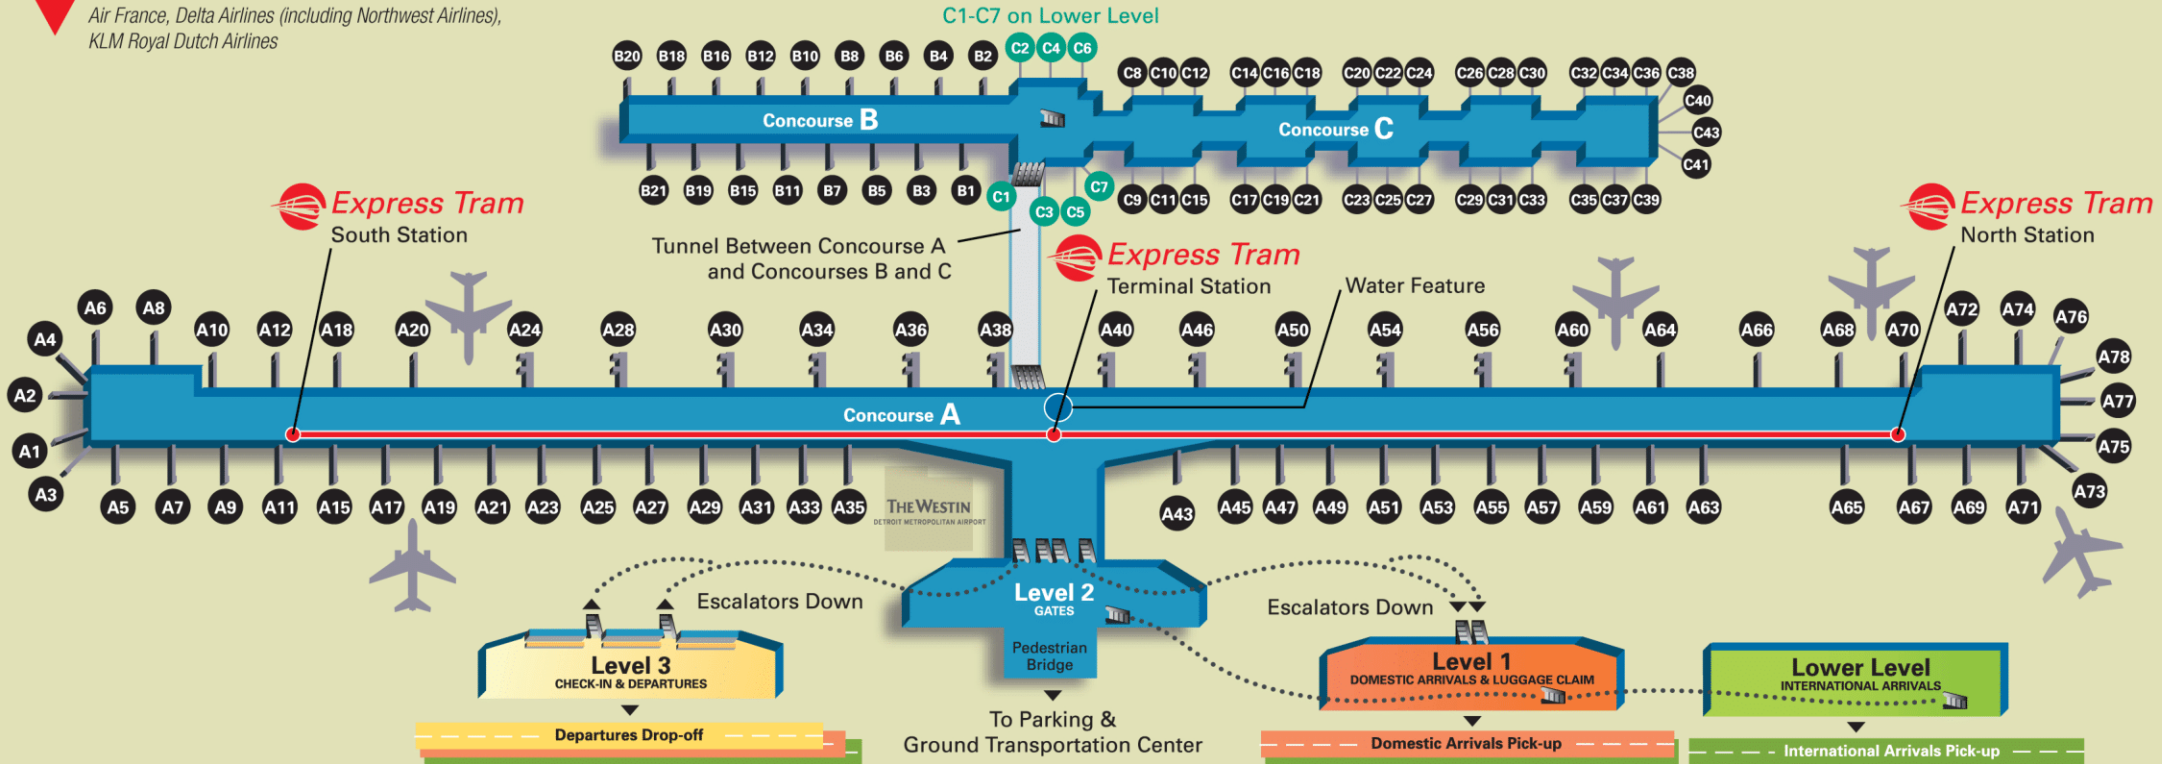 Air France, Delta Airlines (including Northwest Airlines),
KLM Royal Dutch Airlines
C1-C7 on Lower Level
B20 B18 B16 B12 B10 B8 B6 B4 B2 C2 C4 C6
C8 C10 C12 C14 C16 C18 C20 C22 C24 C26 C28 C30 C32 C34 C36 C38
C40
C43
C41
Concourse B
Concourse C
B21 B19 B15 B11 B7 B5 B3 B1 C1 C3 C5 C7
C9 C11 C15 C17 C19 C21 C23 C25 C27 C29 C31 C33 C35 C37 C39
Express Tram
South Station
Tunnel Between Concourse A
and Concourses B and C
Express Tram
Terminal Station
Water Feature
Express Tram
North Station
A6 A8 A10 A12 A18 A20 A24 A28 A30 A34 A36 A38 A40 A46 A50 A54 A56 A60 A64 A66 A68 A70 A72 A74 A76
A4
A2
A1
A3
A78
A77
A75
A73
Concourse A
A5 A7 A9 A11 A15 A17 A19 A21 A23 A25 A27 A29 A31 A33 A35 A43 A45 A47 A49 A51 A53 A55 A57 A59 A61 A63 A65 A67 A69 A71
THE WESTIN
DETROIT METROPOLITAN AIRPORT
Escalators Down
Level 2
GATES
Pedestrian
Bridge
Escalators Down
Level 3
CHECK-IN & DEPARTURES
Level 1
DOMESTIC ARRIVALS & LUGGAGE CLAIM
Lower Level
INTERNATIONAL ARRIVALS
To Parking &
Ground Transportation Center
Departures Drop-off
Domestic Arrivals Pick-up
International Arrivals Pick-up